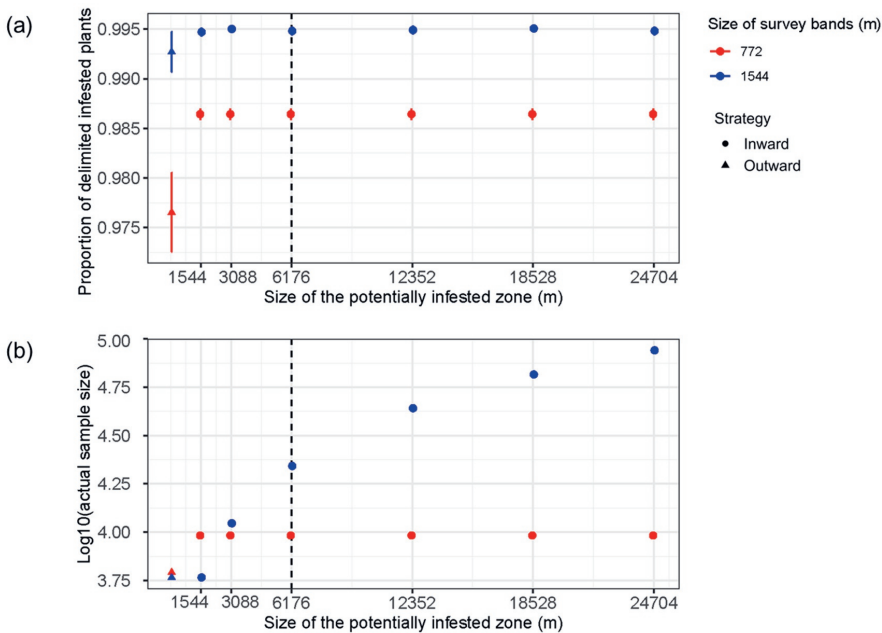 (a)
Proportion of delimited infested plants
0.995
0.990
0.985
0.980
0.975
1544 3088 6176 12352 18528 24704
Size of the potentially infested zone (m)
Size of survey bands (m)
772
1544
Strategy
Inward
Outward
(b)
Log10(actual sample size)
5.00
4.75
4.50
4.25
4.00
3.75
1544 3088 6176 12352 18528 24704
Size of the potentially infested zone (m)